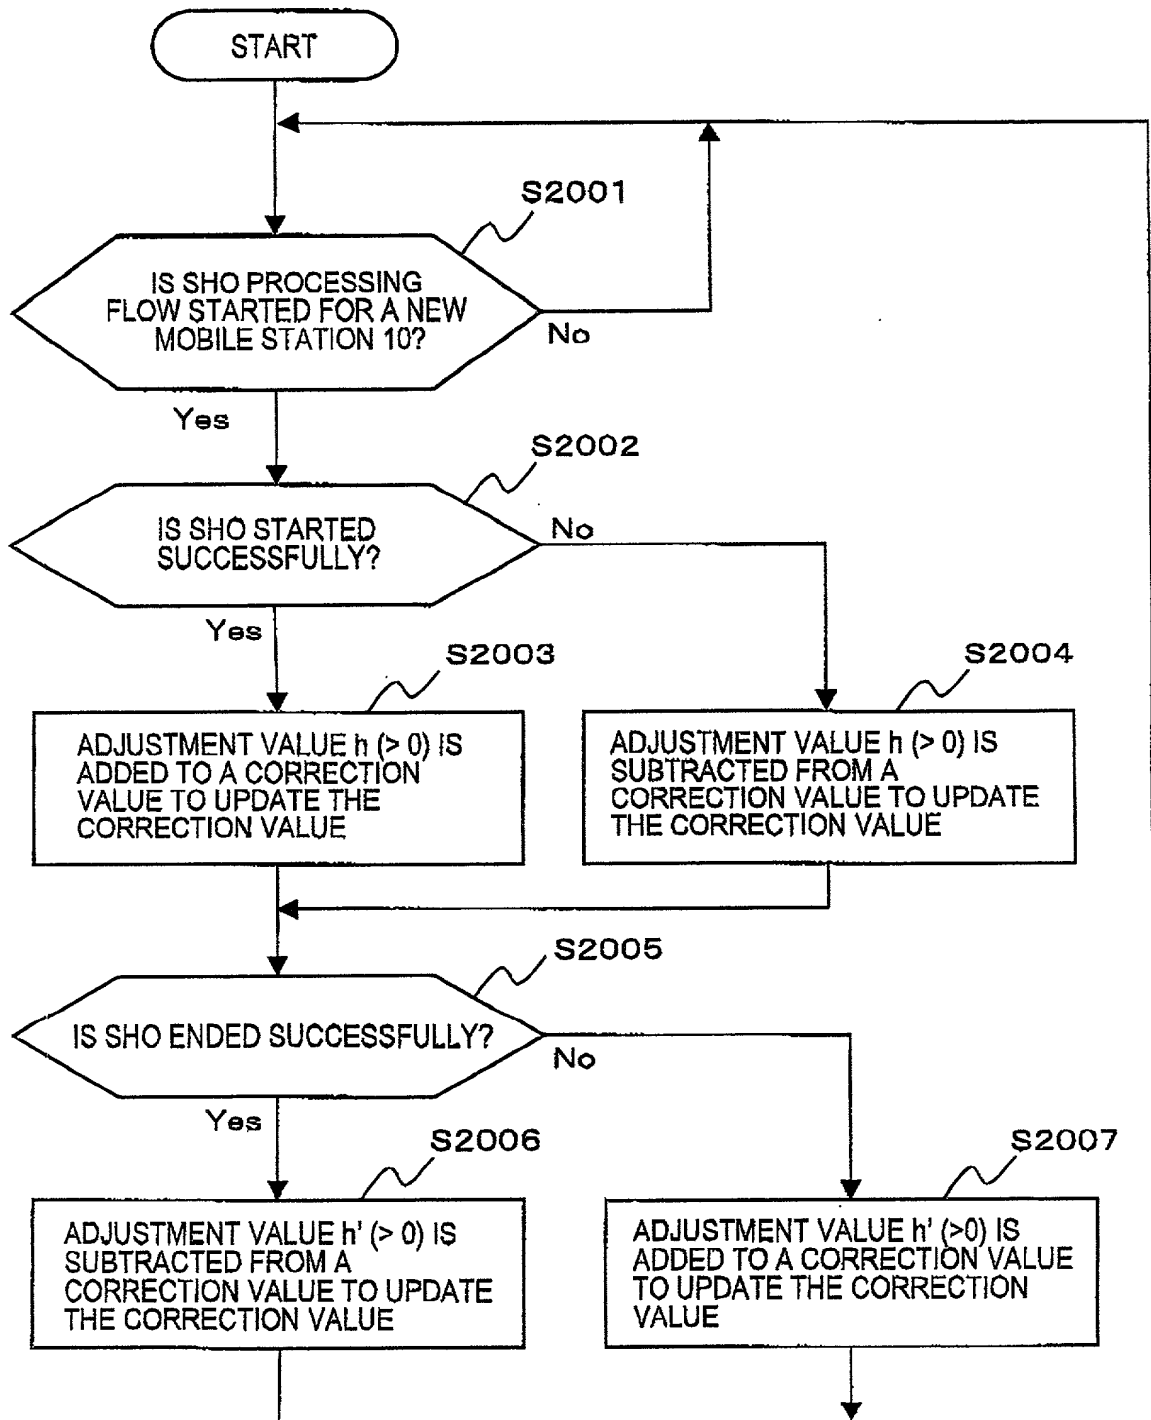 START
S2001
IS SHO PROCESSING
FLOW STARTED FOR A NEW
MOBILE STATION 10?
No
Yes
S2002
IS SHO STARTED
SUCCESSFULLY?
No
Yes
S2003
S2004
ADJUSTMENT VALUE h (> 0) IS
ADDED TO A CORRECTION
VALUE TO UPDATE THE
CORRECTION VALUE
ADJUSTMENT VALUE h (> 0) IS
SUBTRACTED FROM A
CORRECTION VALUE TO UPDATE
THE CORRECTION VALUE
S2005
IS SHO ENDED SUCCESSFULLY?
No
Yes
S2006
S2007
ADJUSTMENT VALUE h' (> 0) IS
SUBTRACTED FROM A
CORRECTION VALUE TO UPDATE
THE CORRECTION VALUE
ADJUSTMENT VALUE h' (>0) IS
ADDED TO A CORRECTION VALUE
TO UPDATE THE CORRECTION
VALUE